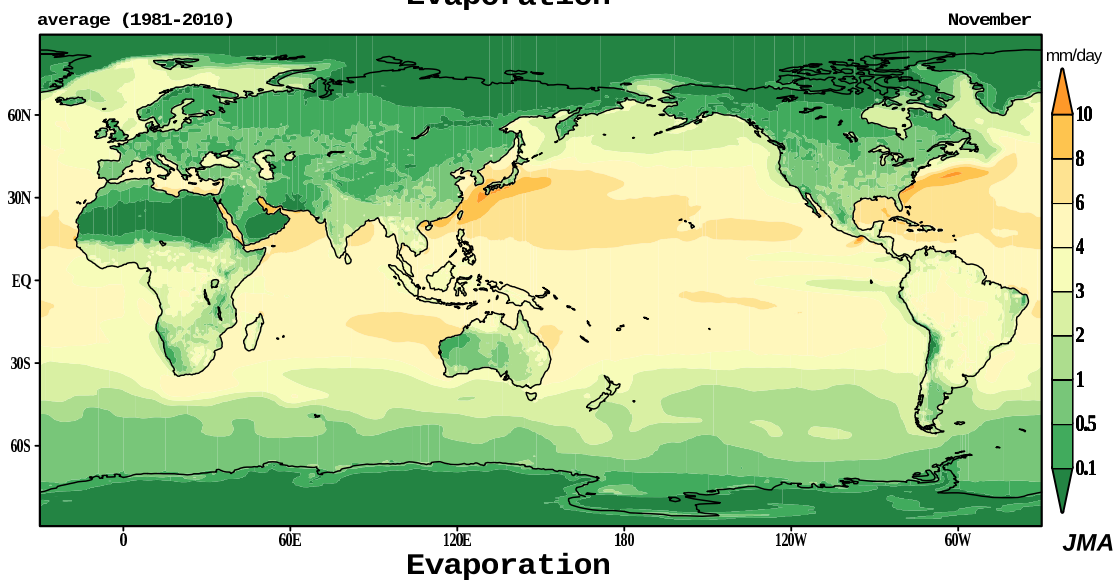 Evaporation
average (1981-2010) November
mm/day
10
8
6
4
3
2
1
0.5
0.1
60N
30N
EQ
30S
60S
0 60E 120E 180 120W 60W
JMA
Evaporation